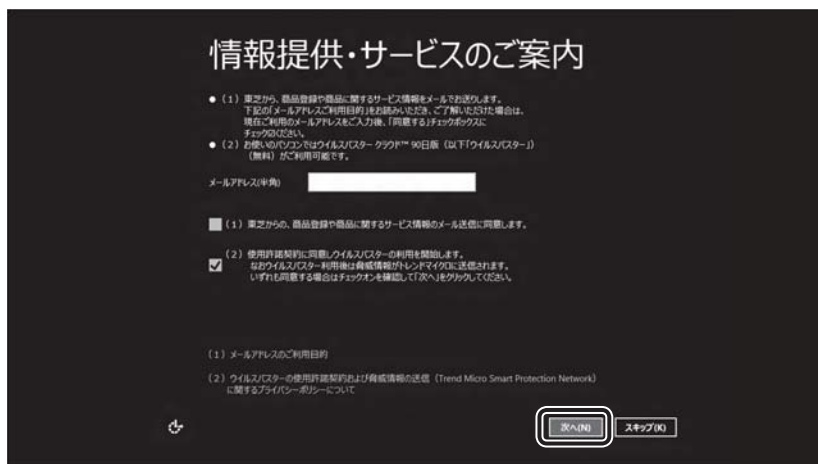 情報提供・サービスのご案内
● (1) 東芝から、商品登録や商品に関するサービス情報をメールでお送りします。
下記の「メールアドレスご利用目的」をお読みいただき、ご了解いただけた場合は、
現在ご利用のメールアドレスをご入力後、「同意する」チェックボックスに
チェックください。
● (2) お使いのパソコンではウイルスバスター クラウド™ 90日版 (以下「ウイルスバスター」)
(無料) がご利用可能です。
メールアドレス(半角)
(1) 東芝からの、商品登録や商品に関するサービス情報のメール送信に同意します。
(2) 使用許諾契約に同意しウイルスバスターの利用を開始します。
なおウイルスバスター利用後は脅威情報がトレンドマイクロに送信されます。
いずれも同意する場合はチェックオンを確認して「次へ」をクリックしてください。
(1) メールアドレスのご利用目的
(2) ウイルスバスターの使用許諾契約および脅威情報の送信 (Trend Micro Smart Protection Network)
に関するプライバシーポリシーについて
次へ(N) スキップ(K)